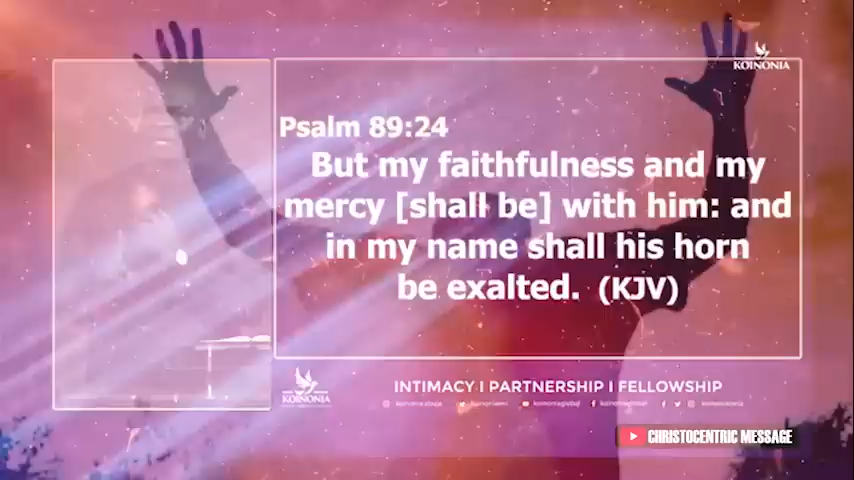 KOINONIA
Psalm 89:24
But my faithfulness and my
mercy [shall be] with him: and
in my name shall his horn
be exalted. (KJV)
KOINONIA
INTIMACY I PARTNERSHIP I FELLOWSHIP
CHRISTOCENTRIC MESSAGE